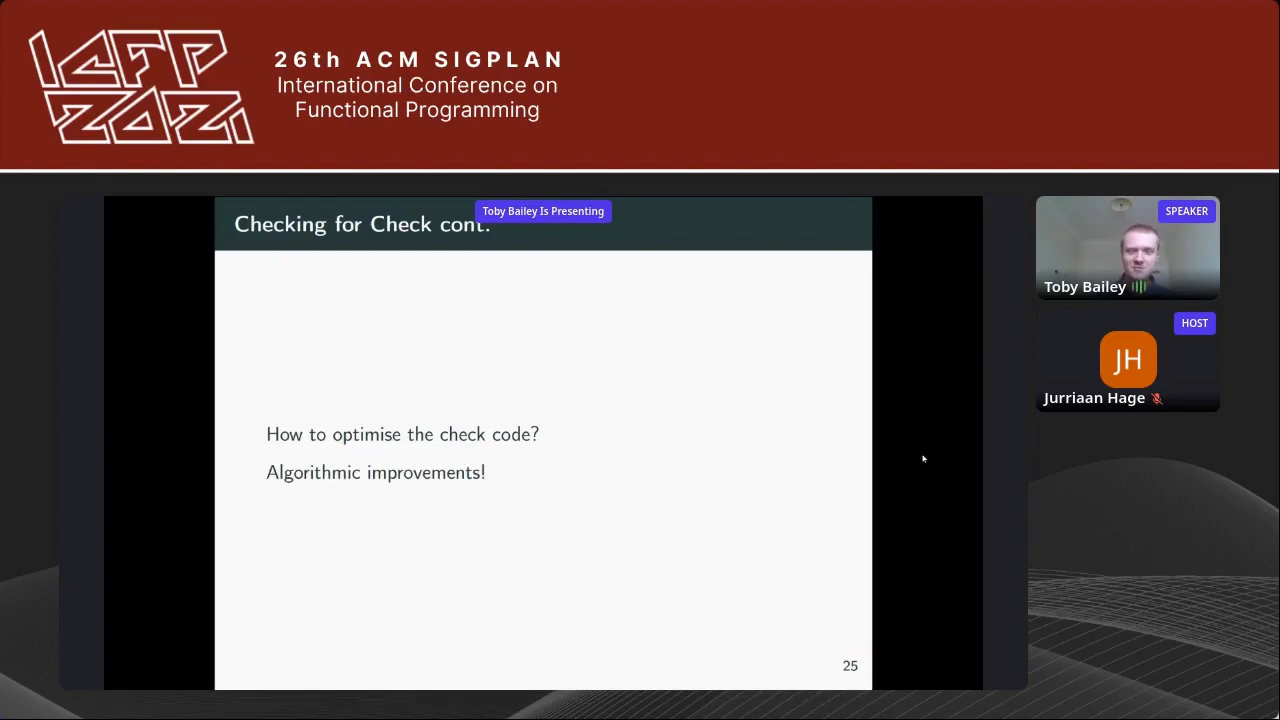 ICFP
2021
26th ACM SIGPLAN
International Conference on
Functional Programming
Checking for Check cont.
Toby Bailey Is Presenting
How to optimise the check code?
Algorithmic improvements!
25
SPEAKER
Toby Bailey
HOST
JH
Jurriaan Hage